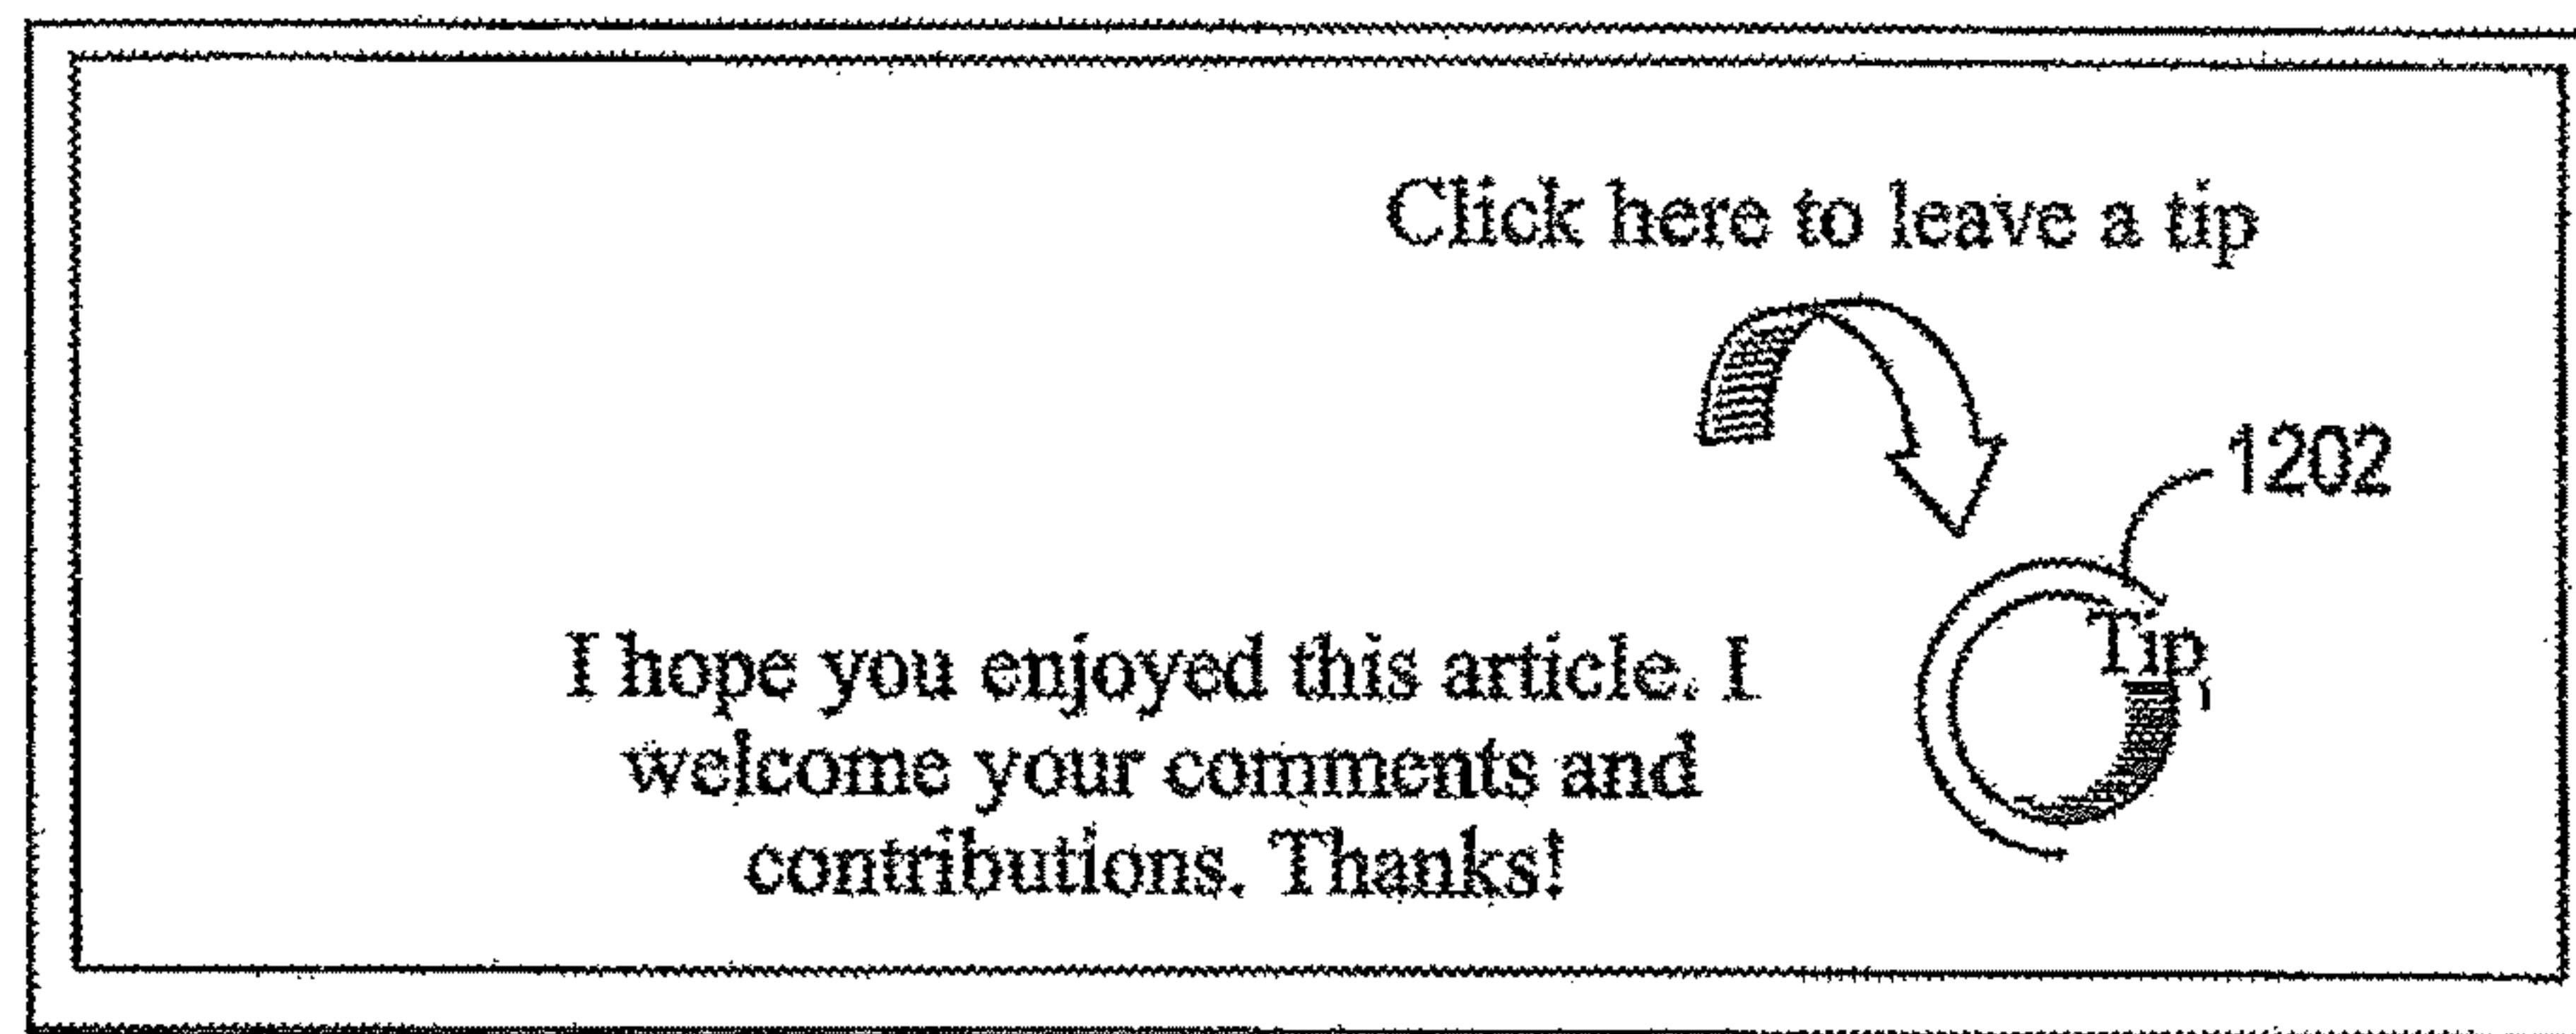 Click here to leave a tip
1202
Tip
I hope you enjoyed this article. I
welcome your comments and
contributions. Thanks!